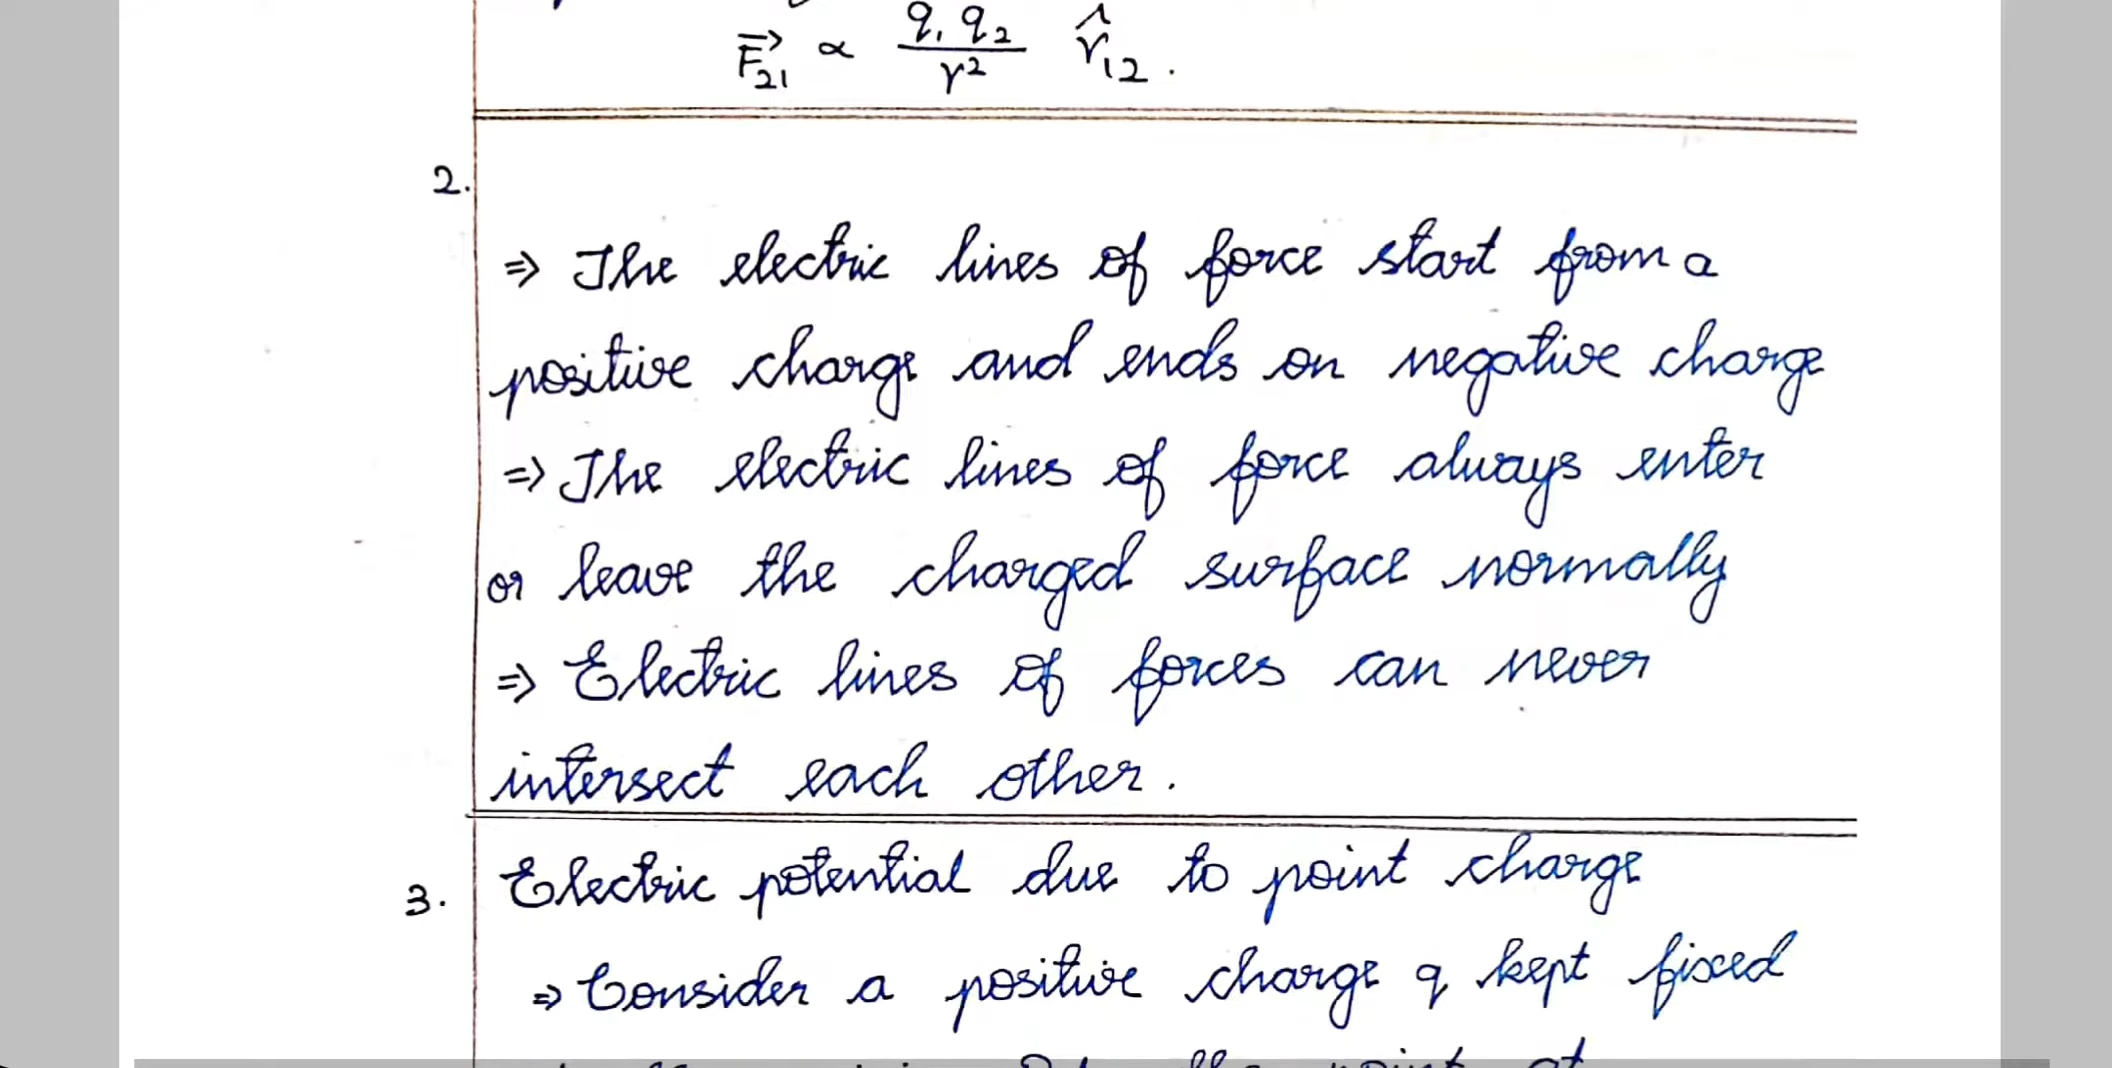 F⃗₂₁ ∝ q₁ q₂ / r² r̂₁₂ .
2.
⇒ The electric lines of force start from a
positive charge and ends on negative charge
⇒ The electric lines of force always enter
or leave the charged surface normally
⇒ Electric lines of forces can never
intersect each other.
3. Electric potential due to point charge
⇒ Consider a positive charge q kept fixed